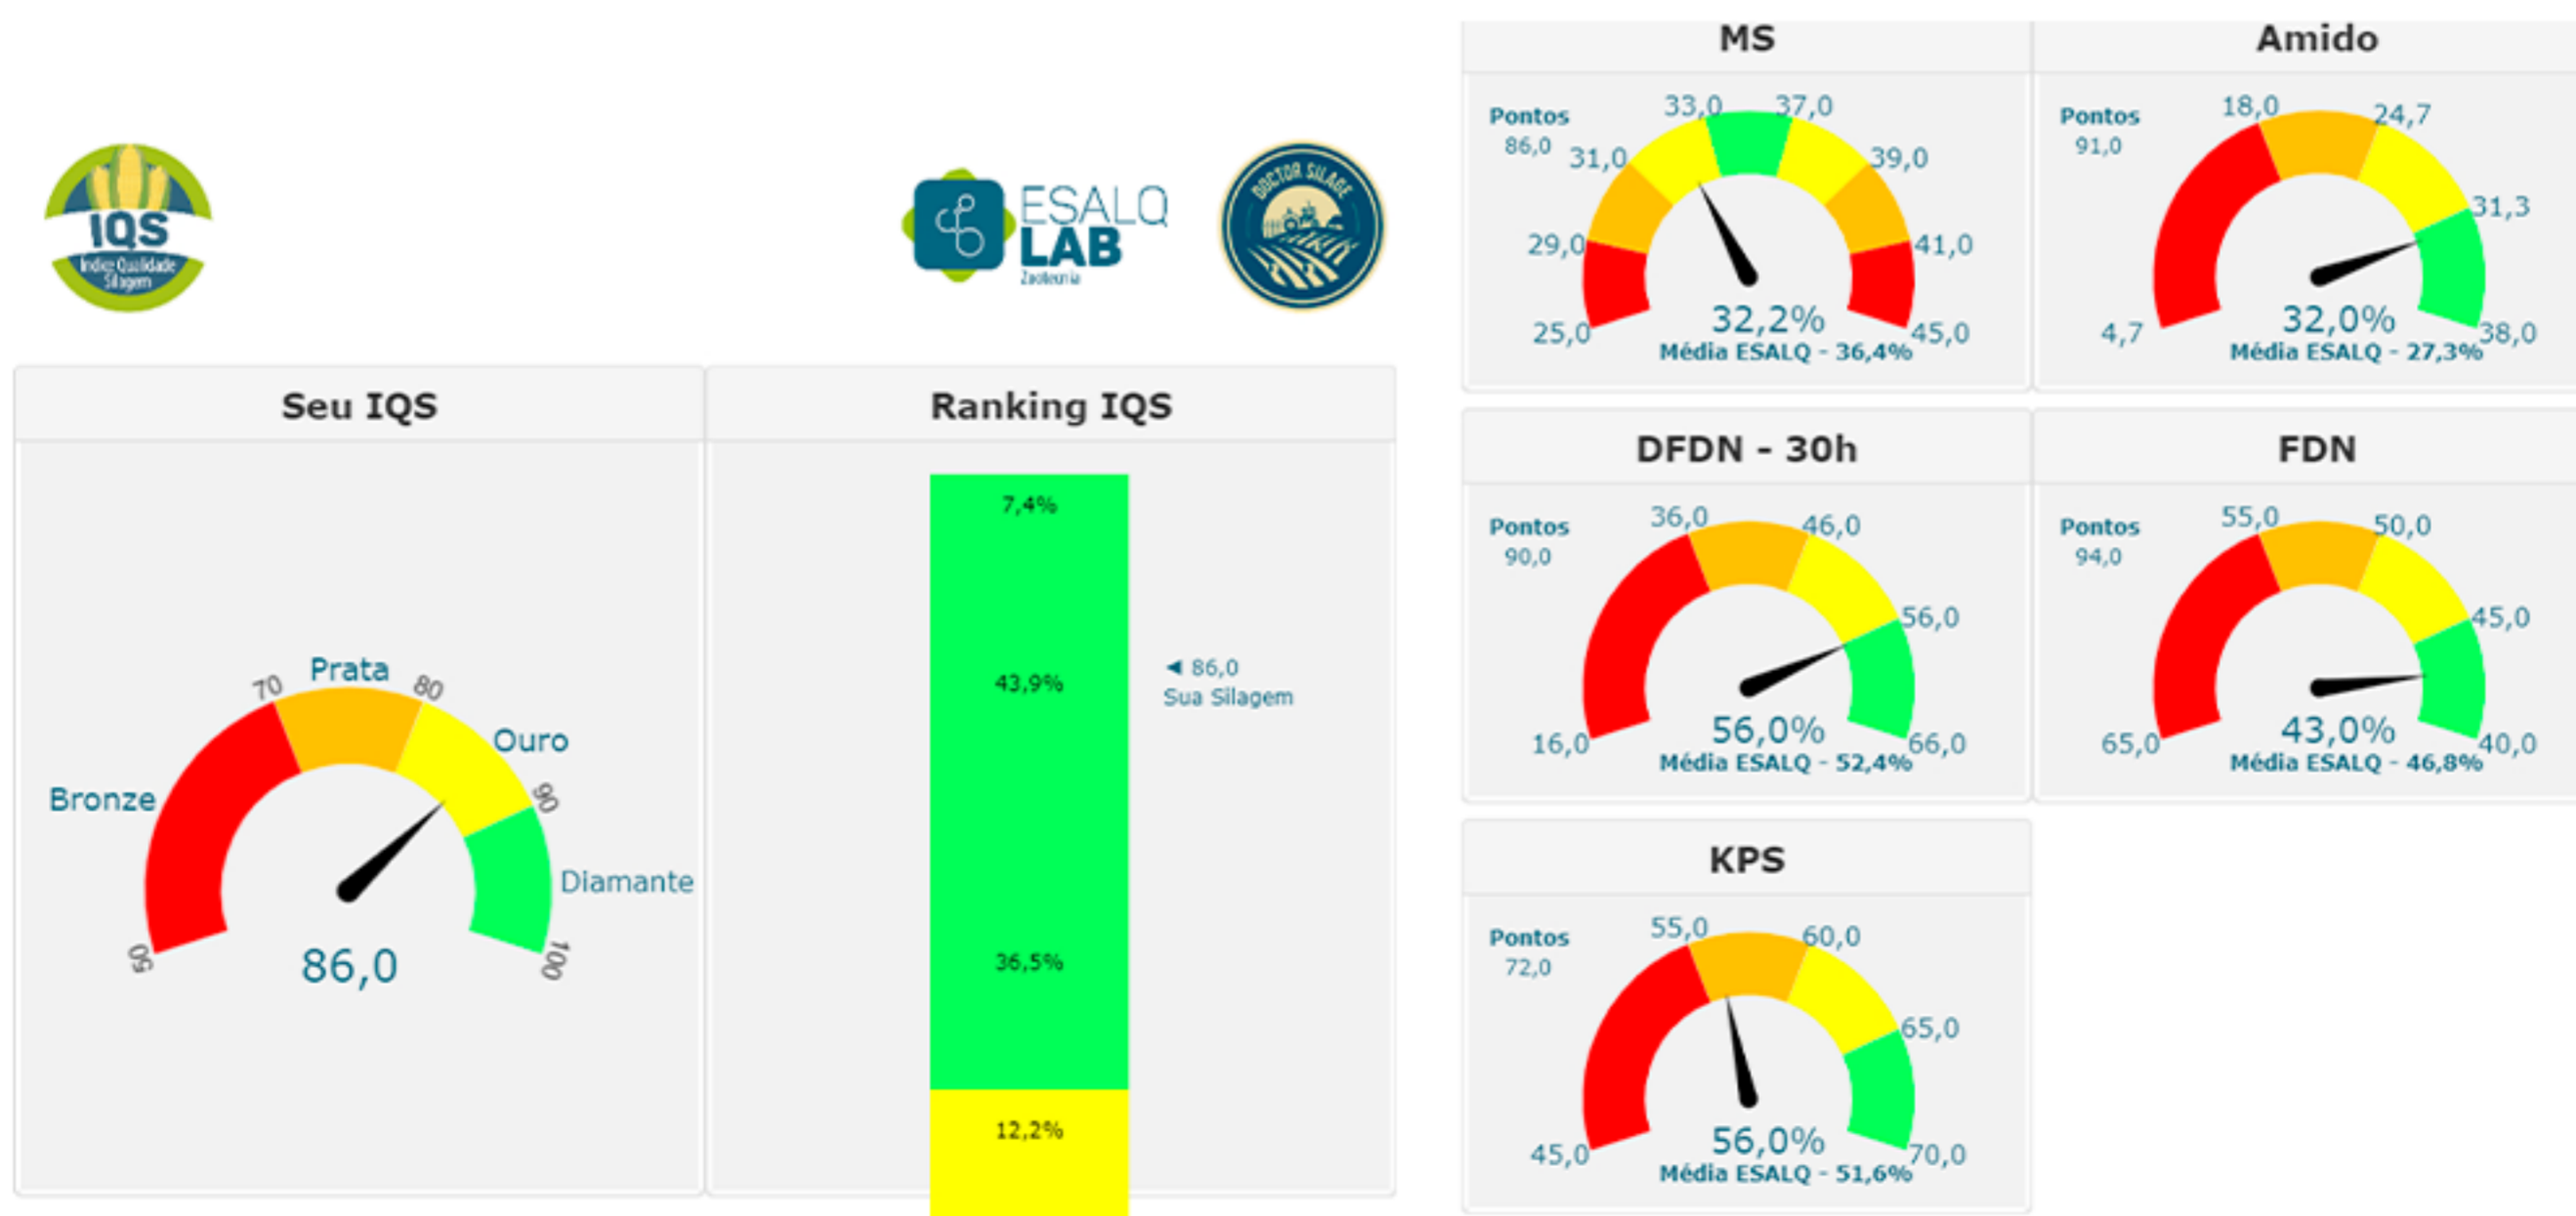 IQS
Índice Qualidade
Silagem
ESALQ
LAB
Zootecnia
DOCTOR SILAGE
Seu IQS
Bronze
Prata
Ouro
Diamante
50
70
80
90
100
86,0
Ranking IQS
7,4%
43,9%
36,5%
12,2%
◄ 86,0
Sua Silagem
MS
Pontos
86,0
25,0
29,0
31,0
33,0
37,0
39,0
41,0
45,0
32,2%
Média ESALQ - 36,4%
Amido
Pontos
91,0
4,7
18,0
24,7
31,3
38,0
32,0%
Média ESALQ - 27,3%
DFDN - 30h
Pontos
90,0
16,0
36,0
46,0
56,0
66,0
56,0%
Média ESALQ - 52,4%
FDN
Pontos
94,0
65,0
55,0
50,0
45,0
40,0
43,0%
Média ESALQ - 46,8%
KPS
Pontos
72,0
45,0
55,0
60,0
65,0
70,0
56,0%
Média ESALQ - 51,6%